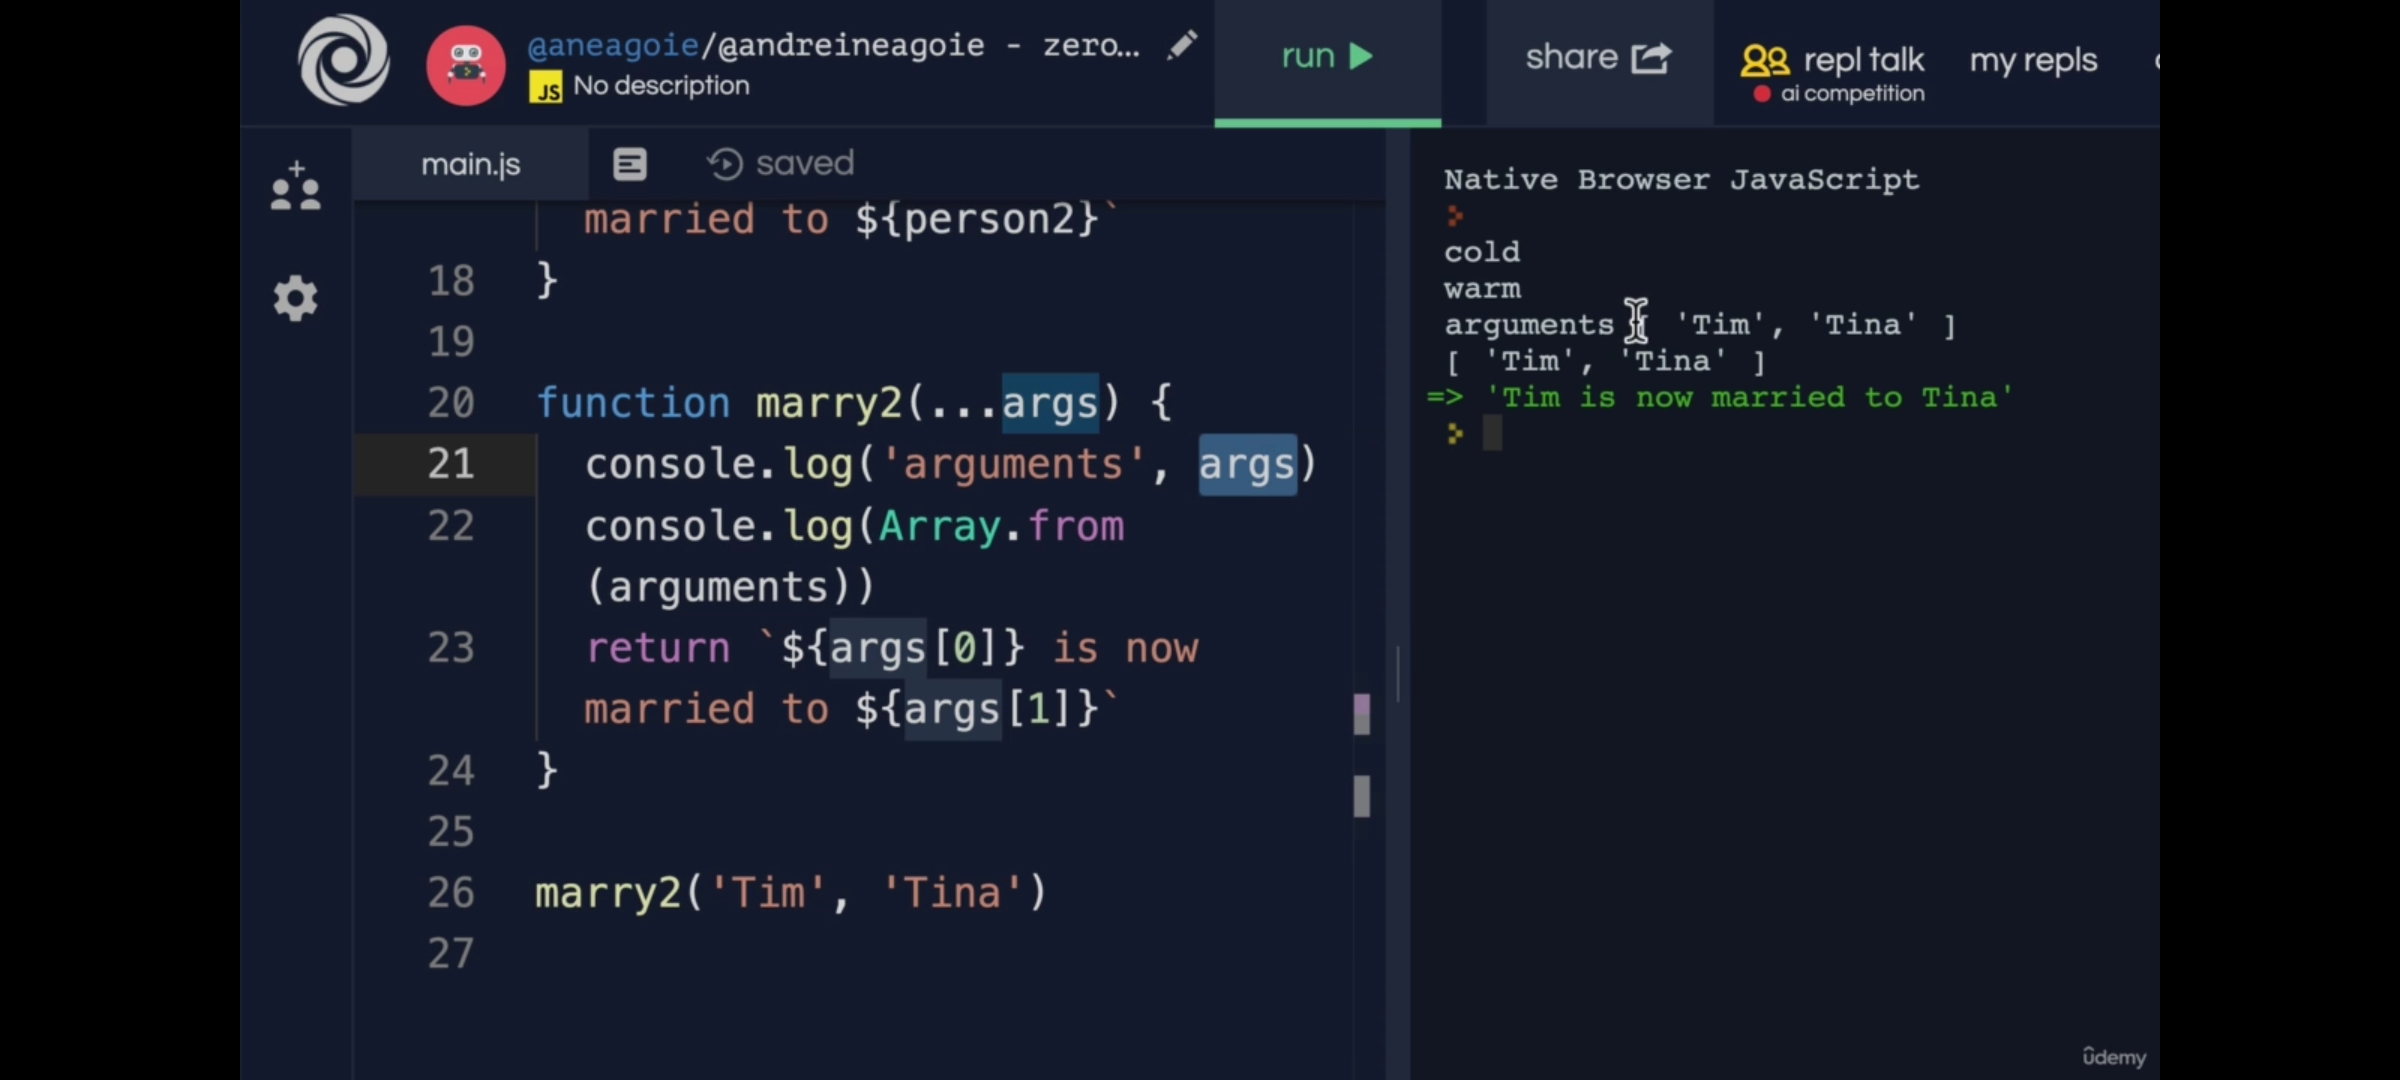 @aneagoie/@andreineagoie - zero...
JS No description
run
share
repl talk
ai competition
my repls
main.js
saved
married to ${person2}`
18 }
19
20 function marry2(...args) {
21 console.log('arguments', args)
22 console.log(Array.from
(arguments))
23 return `${args[0]} is now
married to ${args[1]}`
24 }
25
26 marry2('Tim', 'Tina')
27
Native Browser JavaScript
cold
warm
arguments [ 'Tim', 'Tina' ]
[ 'Tim', 'Tina' ]
=> 'Tim is now married to Tina'
ûdemy